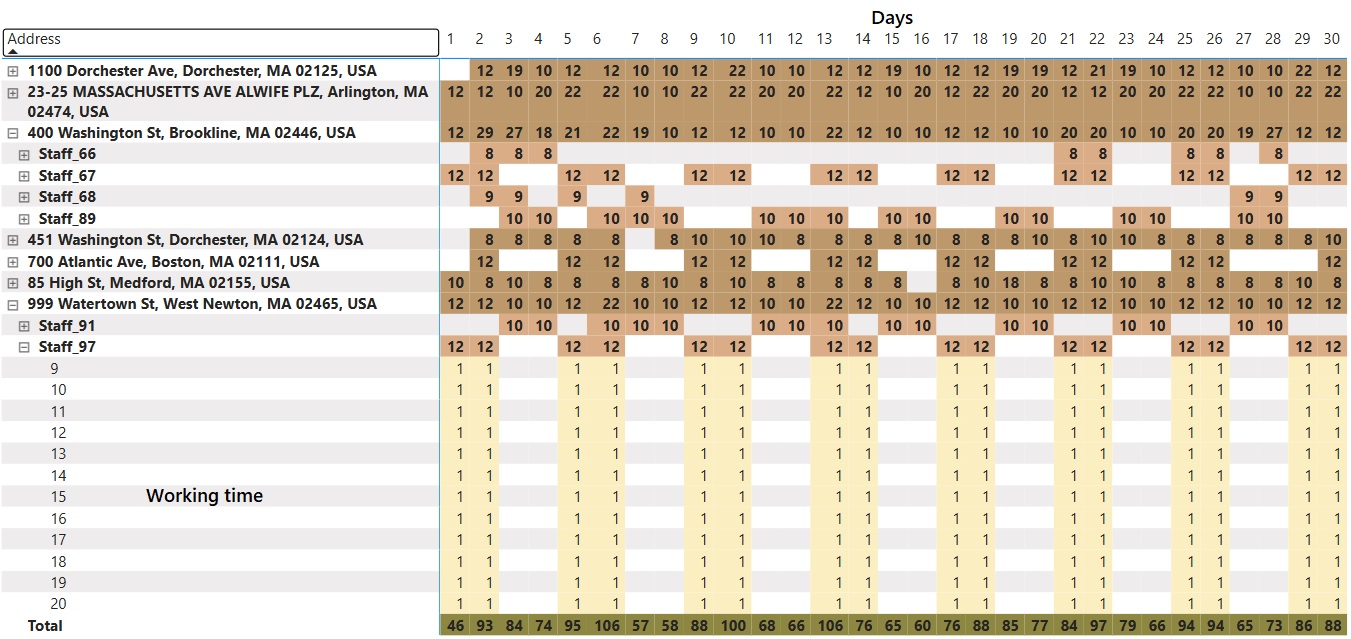 Days
Address 1 2 3 4 5 6 7 8 9 10 11 12 13 14 15 16 17 18 19 20 21 22 23 24 25 26 27 28 29 30
1100 Dorchester Ave, Dorchester, MA 02125, USA 12 19 10 12 12 10 10 12 22 10 10 12 12 19 10 12 12 19 19 12 21 19 10 12 12 10 10 22 12
23-25 MASSACHUSETTS AVE ALWIFE PLZ, Arlington, MA 12 12 10 20 22 22 10 10 22 22 20 20 22 12 10 20 22 22 20 20 12 12 20 20 22 22 10 10 22 22
02474, USA
400 Washington St, Brookline, MA 02446, USA 12 29 27 18 21 22 19 10 12 12 10 10 22 12 10 10 12 12 10 10 20 20 10 10 20 20 19 27 12 12
Staff_66 8 8 8 8 8 8 8 8
Staff_67 12 12 12 12 12 12 12 12 12 12 12 12 12 12 12 12
Staff_68 9 9 9 9 9 9
Staff_89 10 10 10 10 10 10 10 10 10 10 10 10 10 10 10 10
451 Washington St, Dorchester, MA 02124, USA 8 8 8 8 8 8 10 10 10 8 8 8 8 10 8 8 8 10 8 10 10 8 8 8 8 8 8 10
700 Atlantic Ave, Boston, MA 02111, USA 12 12 12 12 12 12 12 12 12 12 12 12 12 12
85 High St, Medford, MA 02155, USA 10 8 10 8 8 8 8 10 8 10 8 8 8 8 8 8 10 18 8 8 10 8 8 8 8 8 8 10 8
999 Watertown St, West Newton, MA 02465, USA 12 12 10 10 12 22 10 10 12 12 10 10 22 12 10 10 12 12 10 10 12 12 10 10 12 12 10 10 12 12
Staff_91 10 10 10 10 10 10 10 10 10 10 10 10 10 10 10 10
Staff_97 12 12 12 12 12 12 12 12 12 12 12 12 12 12 12 12
9 1 1 1 1 1 1 1 1 1 1 1 1 1 1 1 1
10 1 1 1 1 1 1 1 1 1 1 1 1 1 1 1 1
11 1 1 1 1 1 1 1 1 1 1 1 1 1 1 1 1
12 1 1 1 1 1 1 1 1 1 1 1 1 1 1 1 1
13 1 1 1 1 1 1 1 1 1 1 1 1 1 1 1 1
14 1 1 1 1 1 1 1 1 1 1 1 1 1 1 1 1
15 Working time 1 1 1 1 1 1 1 1 1 1 1 1 1 1 1 1
16 1 1 1 1 1 1 1 1 1 1 1 1 1 1 1 1
17 1 1 1 1 1 1 1 1 1 1 1 1 1 1 1 1
18 1 1 1 1 1 1 1 1 1 1 1 1 1 1 1 1
19 1 1 1 1 1 1 1 1 1 1 1 1 1 1 1 1
20 1 1 1 1 1 1 1 1 1 1 1 1 1 1 1 1
Total 46 93 84 74 95 106 57 58 88 100 68 66 106 76 65 60 76 88 85 77 84 97 77 66 94 94 65 73 86 88